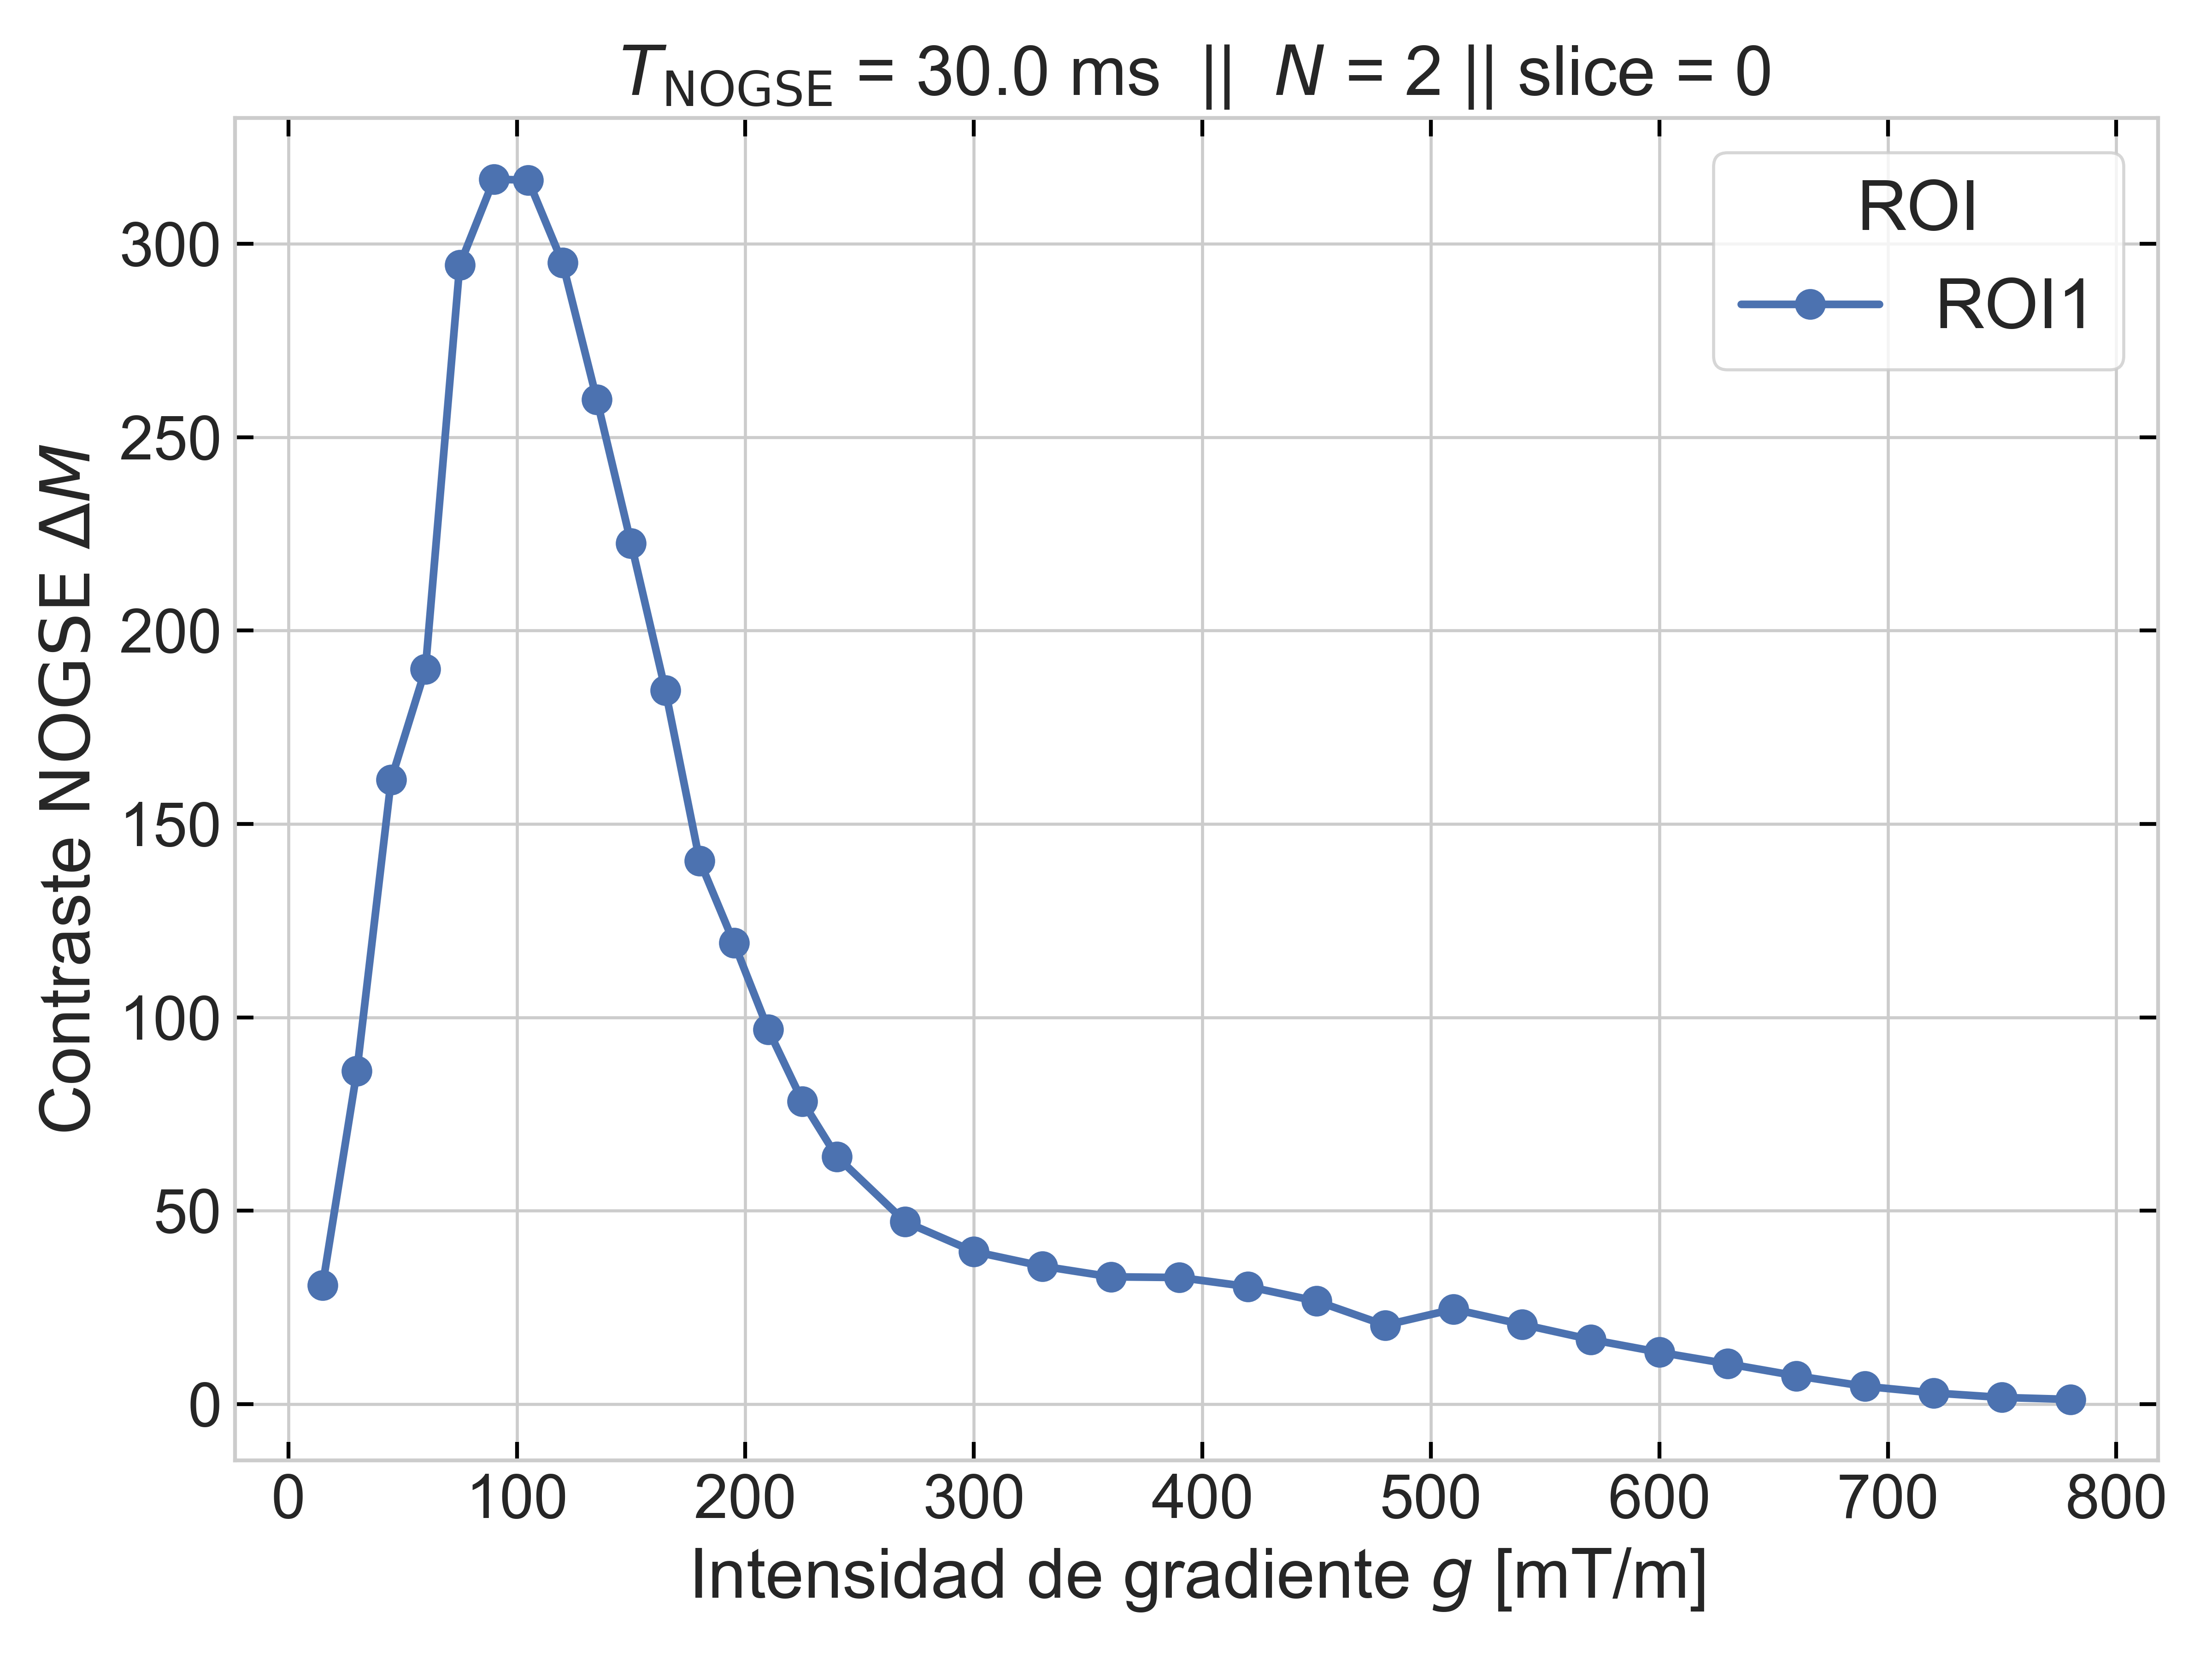 T_NOGSE = 30.0 ms || N = 2 || slice = 0
Contraste NOGSE ΔM
300
250
200
150
100
50
0
ROI
ROI1
0 100 200 300 400 500 600 700 800
Intensidad de gradiente g [mT/m]